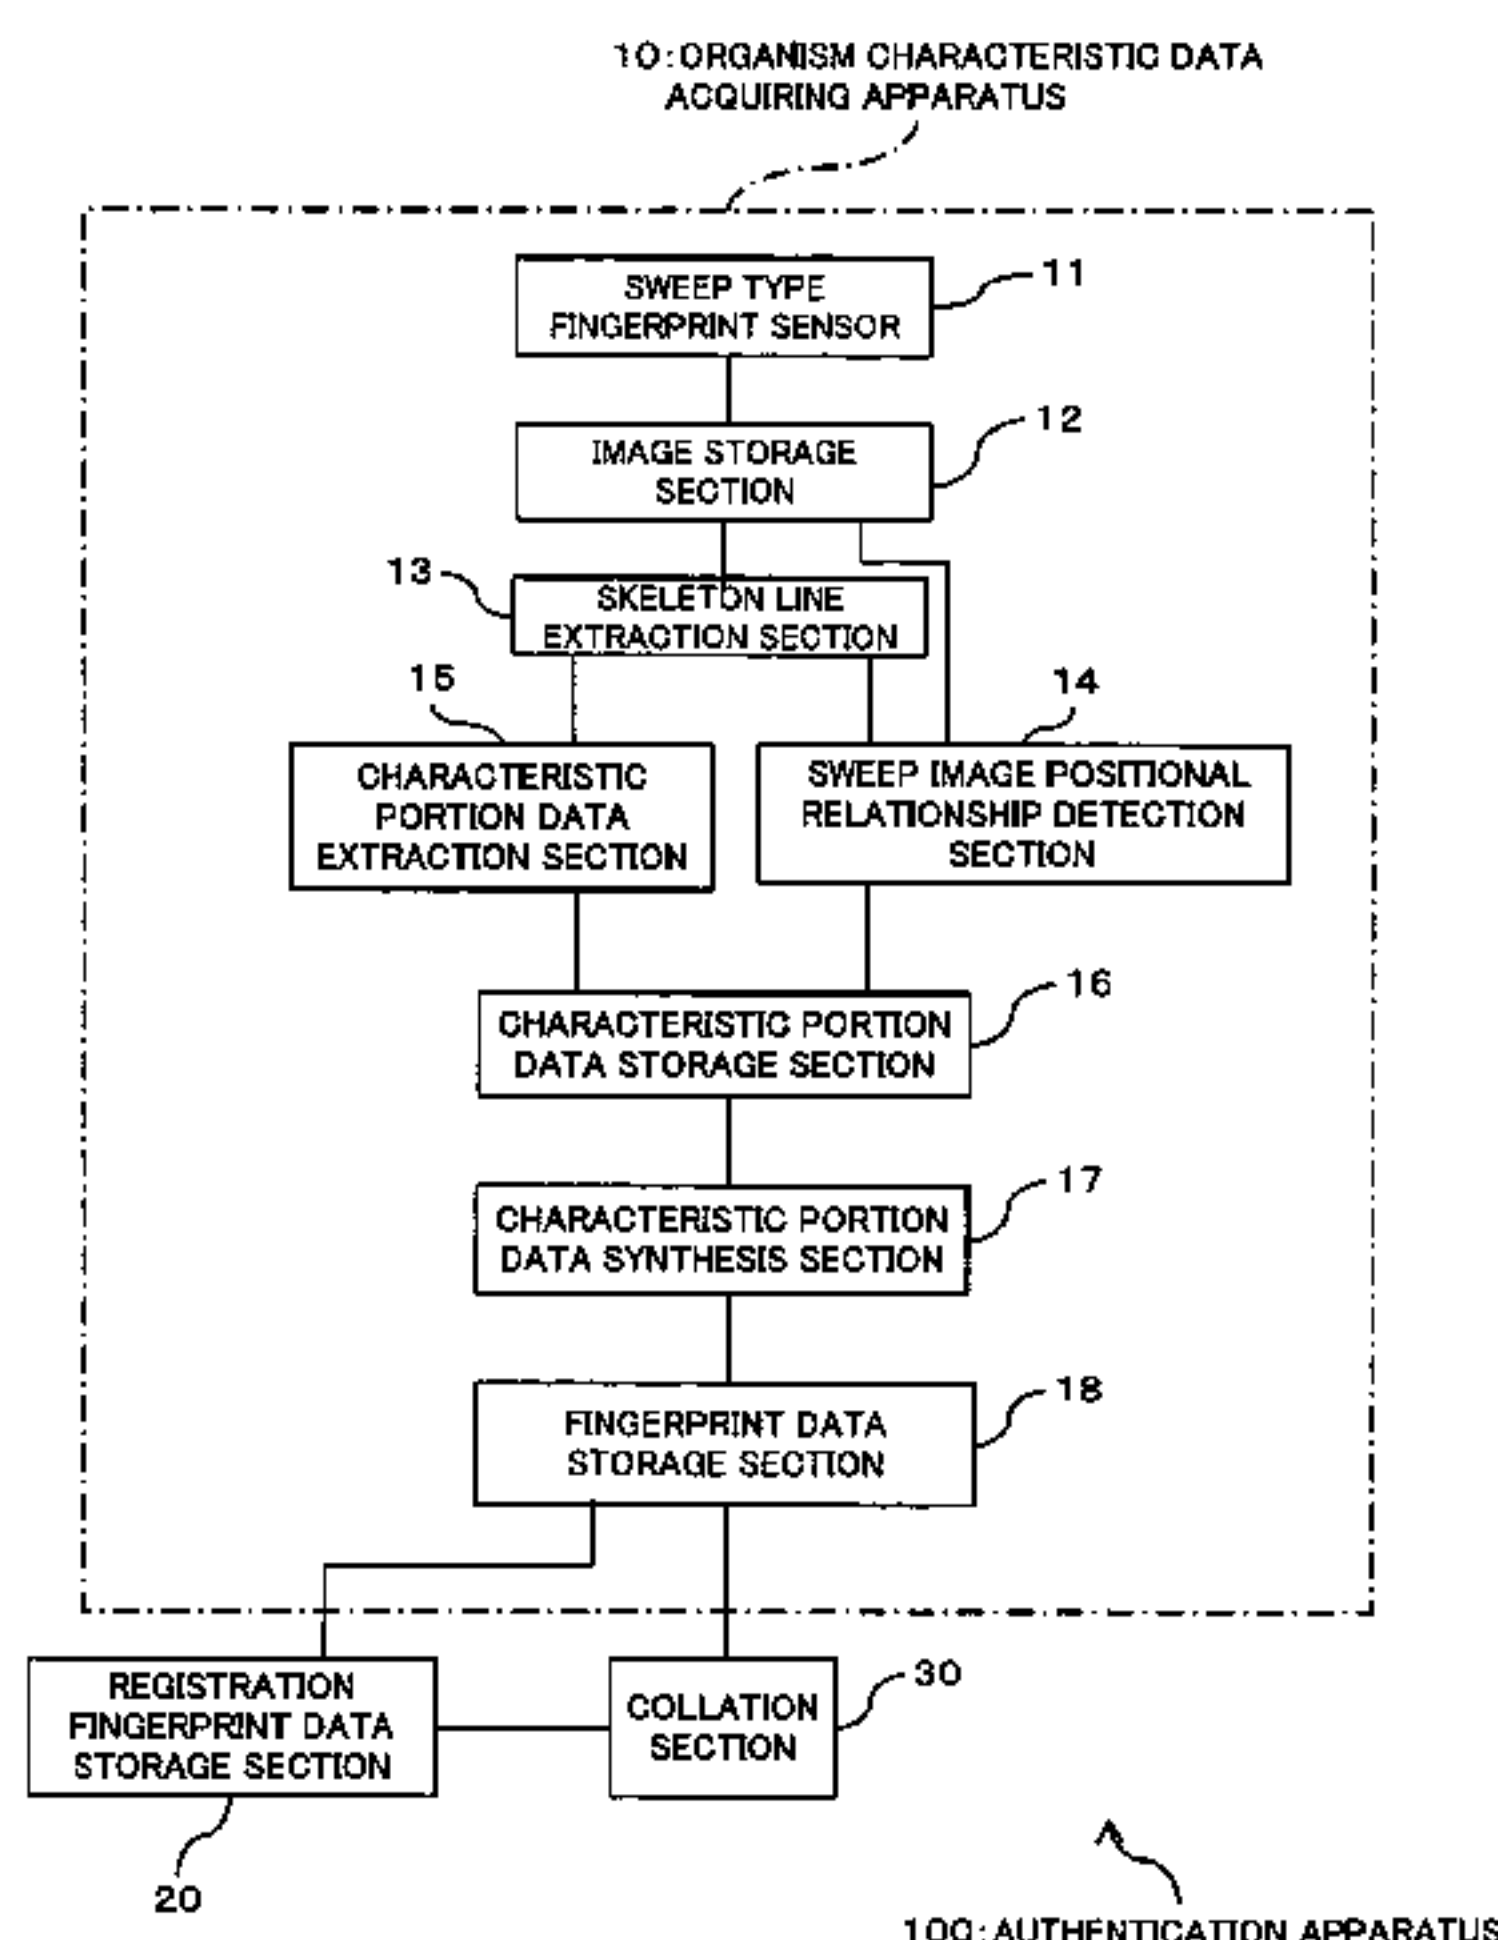 10:ORGANISM CHARACTERISTIC DATA
ACQUIRING APPARATUS
11
SWEEP TYPE
FINGERPRINT SENSOR
12
IMAGE STORAGE
SECTION
13
SKELETON LINE
EXTRACTION SECTION
15
14
CHARACTERISTIC
PORTION DATA
EXTRACTION SECTION
SWEEP IMAGE POSITIONAL
RELATIONSHIP DETECTION
SECTION
16
CHARACTERISTIC PORTION
DATA STORAGE SECTION
17
CHARACTERISTIC PORTION
DATA SYNTHESIS SECTION
18
FINGERPRINT DATA
STORAGE SECTION
REGISTRATION
FINGERPRINT DATA
STORAGE SECTION
30
COLLATION
SECTION
20
100:AUTHENTICATION APPARATUS